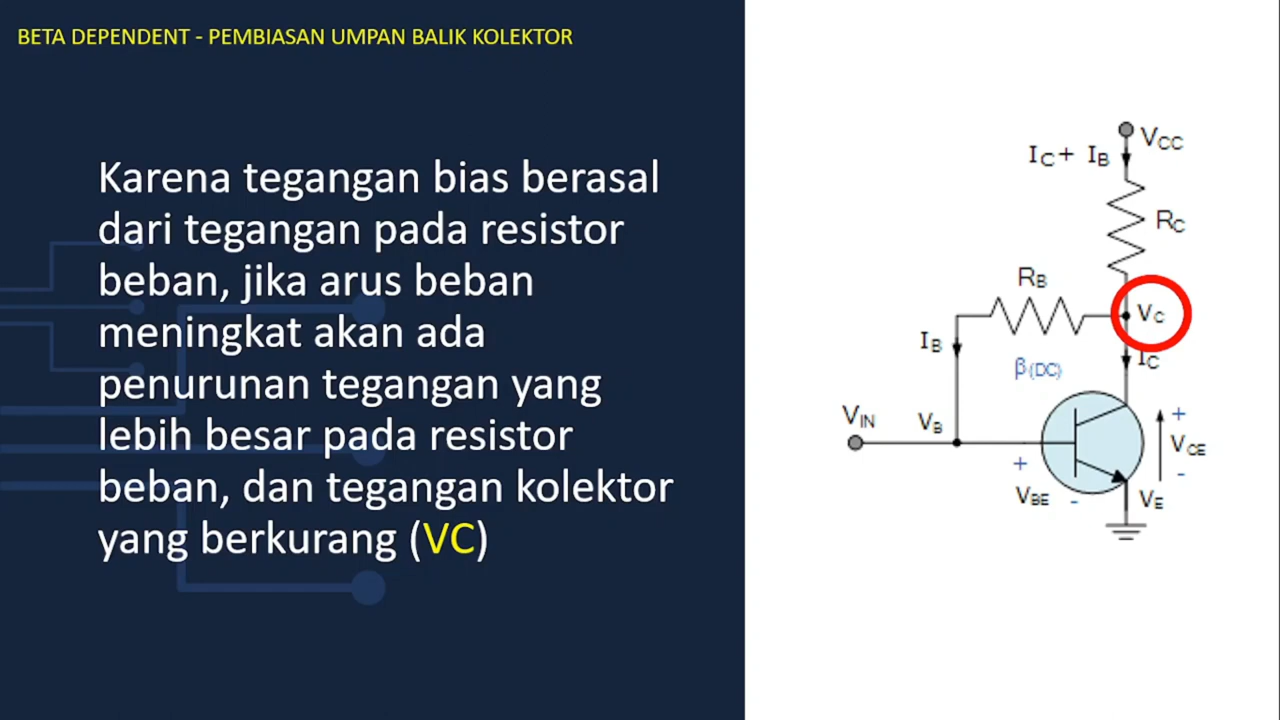 BETA DEPENDENT - PEMBIASAN UMPAN BALIK KOLEKTOR
Karena tegangan bias berasal
dari tegangan pada resistor
beban, jika arus beban
meningkat akan ada
penurunan tegangan yang
lebih besar pada resistor
beban, dan tegangan kolektor
yang berkurang (VC)
VCC
IC+ IB
RC
RB
VC
IB
IC
β(DC)
VIN
VB
+
VCE
-
+
VBE
-
VE